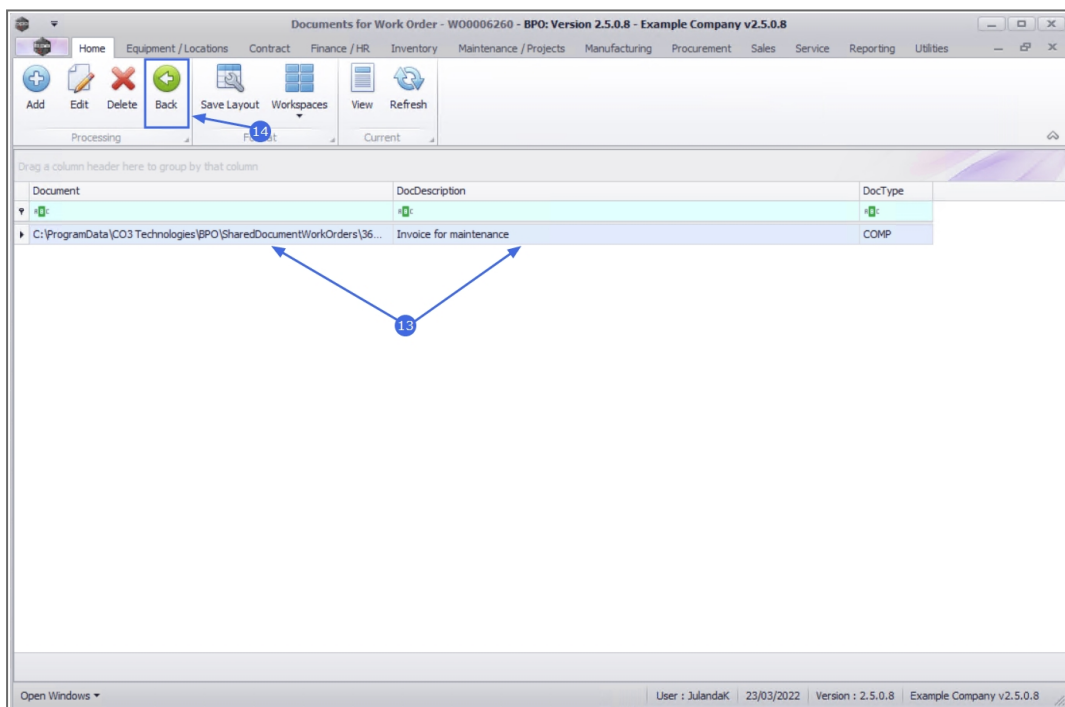 Documents for Work Order - WO0006260 - BPO: Version 2.5.0.8 - Example Company v2.5.0.8
Home Equipment / Locations Contract Finance / HR Inventory Maintenance / Projects Manufacturing Procurement Sales Service Reporting Utilities
Add Edit Delete Back Save Layout Workspaces View Refresh
14
Processing Current
Drag a column header here to group by that column
Document DocDescription DocType
C:\ProgramData\CO3 Technologies\BPO\SharedDocumentWorkOrders\36... Invoice for maintenance COMP
13
Open Windows User : JulandaK 23/03/2022 Version : 2.5.0.8 Example Company v2.5.0.8